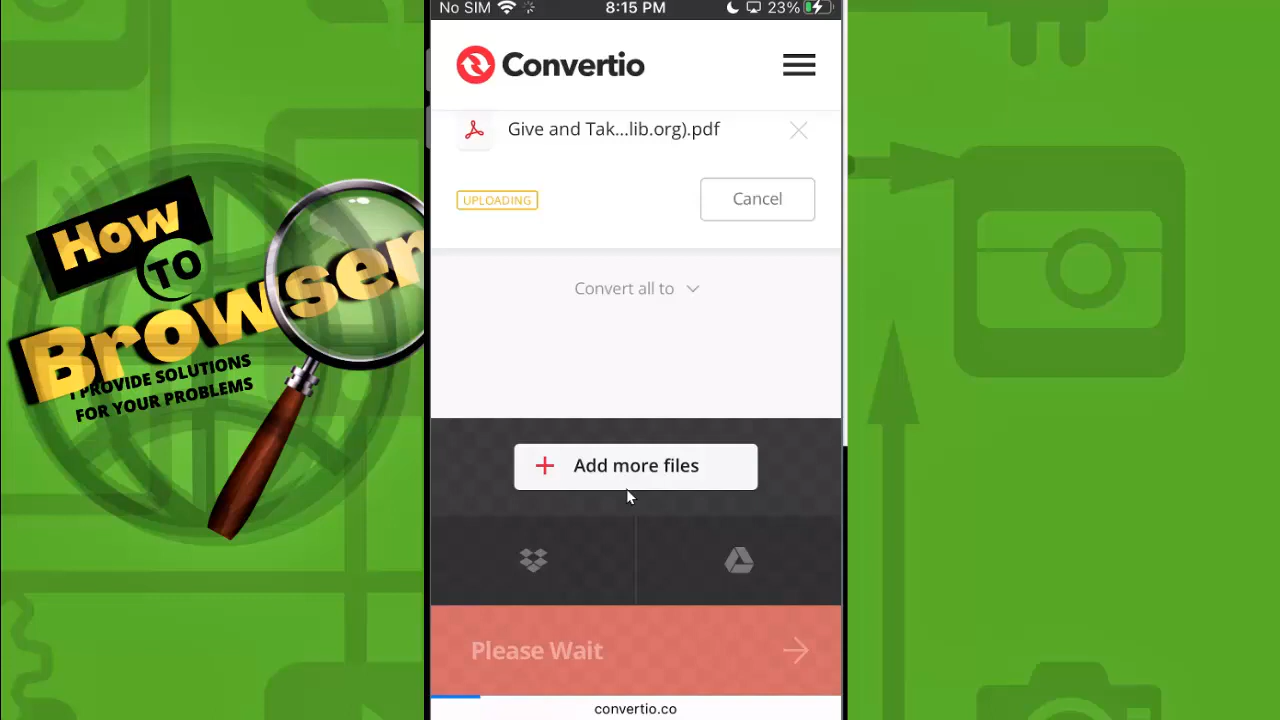 No SIM 8:15 PM 23%
Convertio
Give and Tak...lib.org).pdf
UPLOADING
Cancel
Convert all to
Add more files
Please Wait
convertio.co
How
TO
Browser
I PROVIDE SOLUTIONS
FOR YOUR PROBLEMS